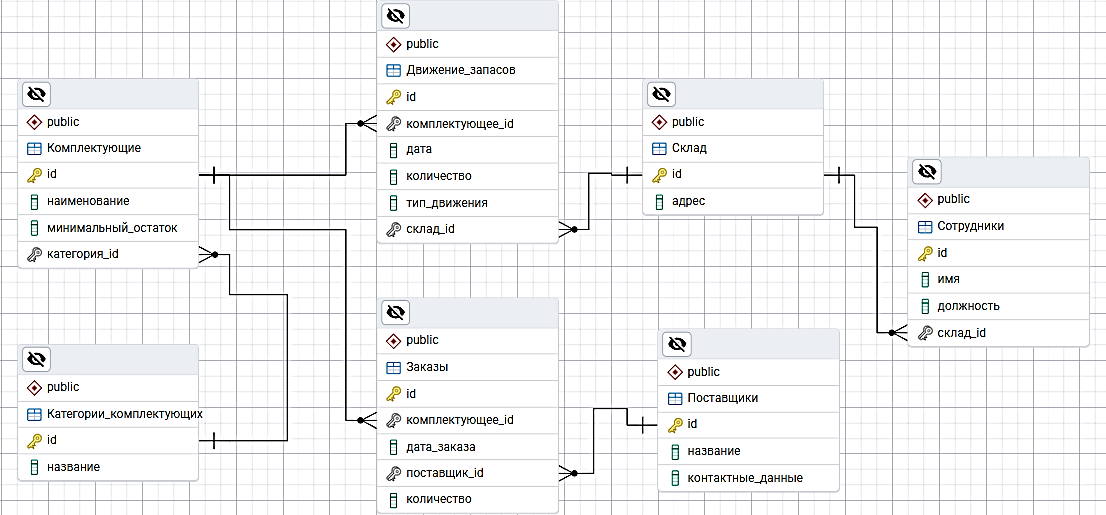 public
Движение_запасов
id
комплектующее_id
дата
количество
тип_движения
склад_id
public
Комплектующие
id
наименование
минимальный_остаток
категория_id
public
Склад
id
адрес
public
Сотрудники
id
имя
должность
склад_id
public
Категории_комплектующих
id
название
public
Заказы
id
комплектующее_id
дата_заказа
поставщик_id
количество
public
Поставщики
id
название
контактные_данные